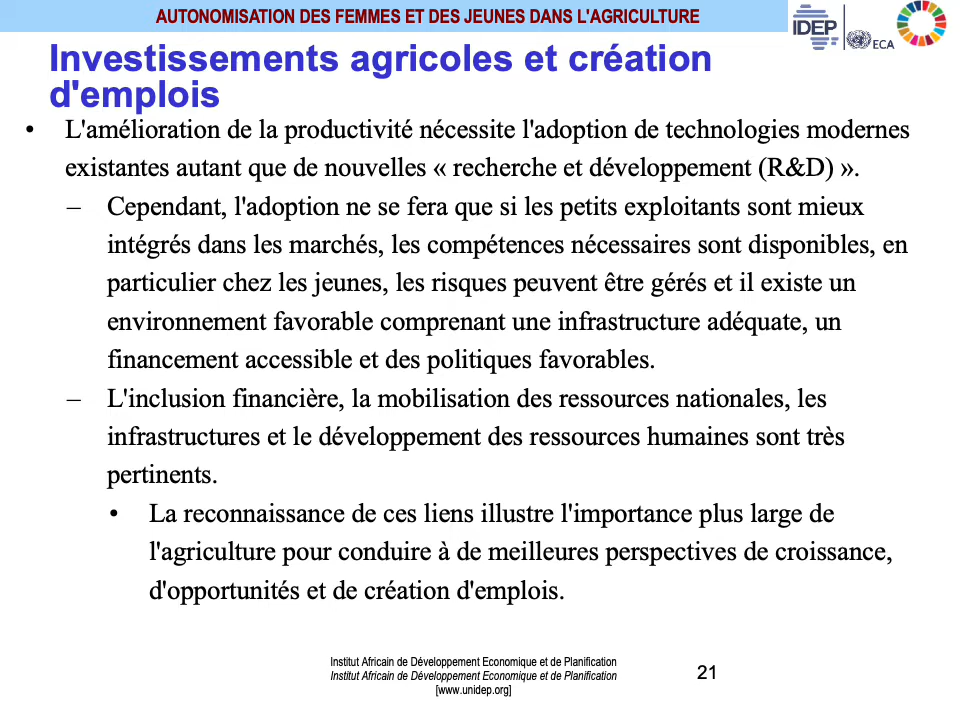 AUTONOMISATION DES FEMMES ET DES JEUNES DANS L'AGRICULTURE
IDEP
ECA
Investissements agricoles et création
d'emplois
• L'amélioration de la productivité nécessite l'adoption de technologies modernes
existantes autant que de nouvelles « recherche et développement (R&D) ».
– Cependant, l'adoption ne se fera que si les petits exploitants sont mieux
intégrés dans les marchés, les compétences nécessaires sont disponibles, en
particulier chez les jeunes, les risques peuvent être gérés et il existe un
environnement favorable comprenant une infrastructure adéquate, un
financement accessible et des politiques favorables.
– L'inclusion financière, la mobilisation des ressources nationales, les
infrastructures et le développement des ressources humaines sont très
pertinents.
• La reconnaissance de ces liens illustre l'importance plus large de
l'agriculture pour conduire à de meilleures perspectives de croissance,
d'opportunités et de création d'emplois.
Institut Africain de Développement Economique et de Planification
Institut Africain de Développement Economique et de Planification
[www.unidep.org]
21